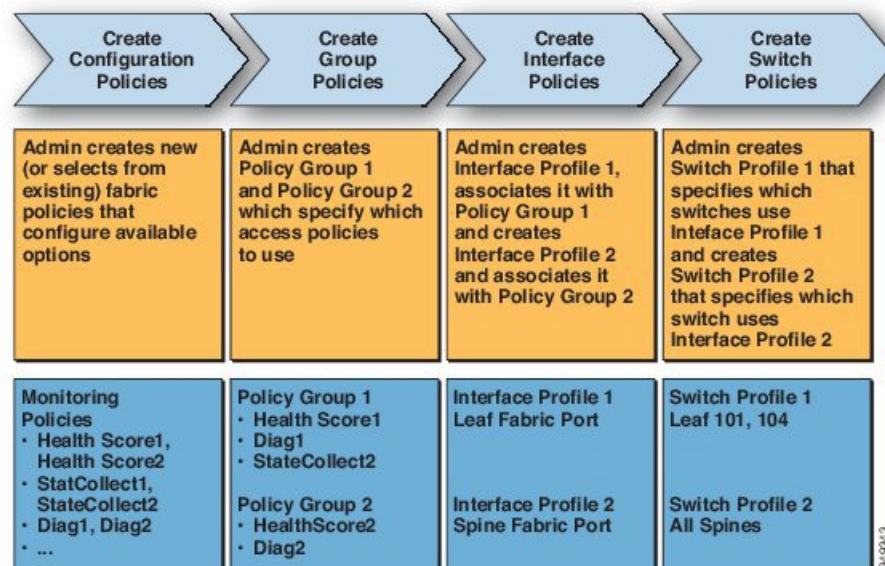 Create
Configuration
Policies
Create
Group
Policies
Create
Interface
Policies
Create
Switch
Policies
Admin creates new
(or selects from
existing) fabric
policies that
configure available
options
Admin creates
Policy Group 1
and Policy Group 2
which specify which
access policies
to use
Admin creates
Interface Profile 1,
associates it with
Policy Group 1
and creates
Interface Profile 2
and associates it
with Policy Group 2
Admin creates
Switch Profile 1 that
specifies which
switches use
Inteface Profile 1
and creates
Switch Profile 2
that specifies which
switch uses
Interface Profile 2
Monitoring
Policies
• Health Score1,
Health Score2
• StatCollect1,
StateCollect2
• Diag1, Diag2
• ...
Policy Group 1
• Health Score1
• Diag1
• StateCollect2
Policy Group 2
• HealthScore2
• Diag2
Interface Profile 1
Leaf Fabric Port
Interface Profile 2
Spine Fabric Port
Switch Profile 1
Leaf 101, 104
Switch Profile 2
All Spines